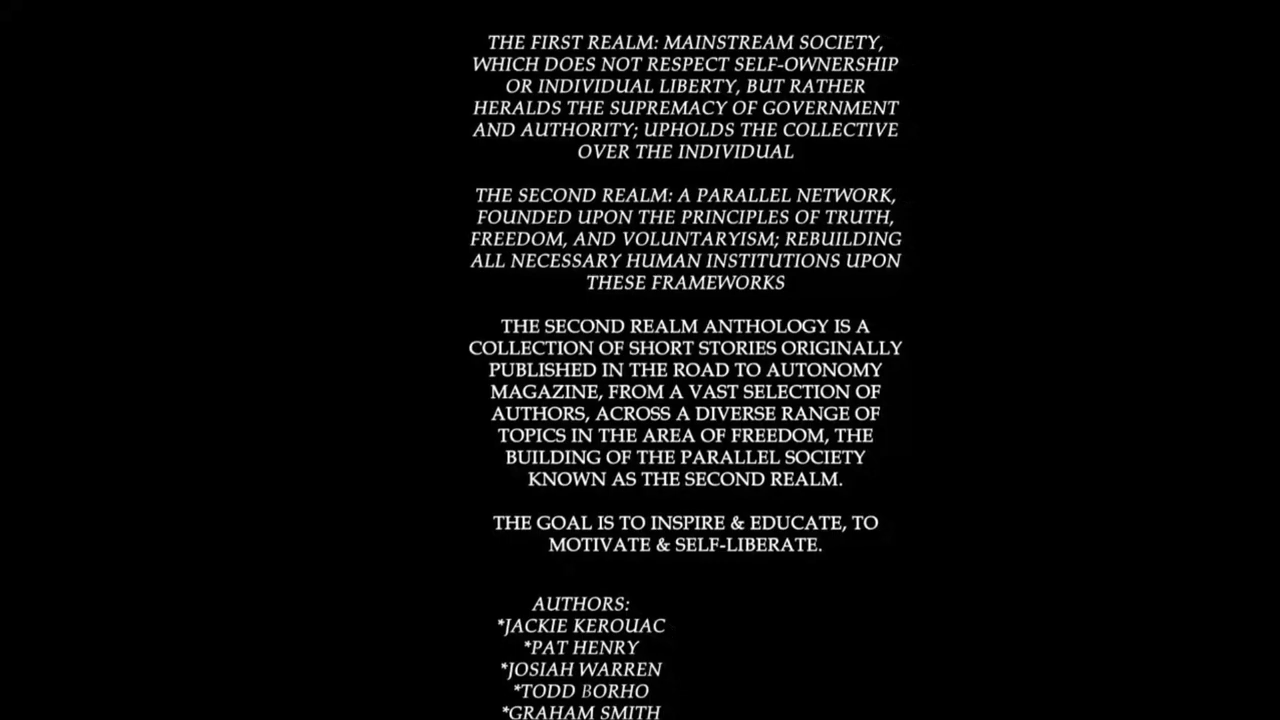 THE FIRST REALM: MAINSTREAM SOCIETY,
WHICH DOES NOT RESPECT SELF-OWNERSHIP
OR INDIVIDUAL LIBERTY, BUT RATHER
HERALDS THE SUPREMACY OF GOVERNMENT
AND AUTHORITY; UPHOLDS THE COLLECTIVE
OVER THE INDIVIDUAL
THE SECOND REALM: A PARALLEL NETWORK,
FOUNDED UPON THE PRINCIPLES OF TRUTH,
FREEDOM, AND VOLUNTARYISM; REBUILDING
ALL NECESSARY HUMAN INSTITUTIONS UPON
THESE FRAMEWORKS
THE SECOND REALM ANTHOLOGY IS A
COLLECTION OF SHORT STORIES ORIGINALLY
PUBLISHED IN THE ROAD TO AUTONOMY
MAGAZINE, FROM A VAST SELECTION OF
AUTHORS, ACROSS A DIVERSE RANGE OF
TOPICS IN THE AREA OF FREEDOM, THE
BUILDING OF THE PARALLEL SOCIETY
KNOWN AS THE SECOND REALM.
THE GOAL IS TO INSPIRE & EDUCATE, TO
MOTIVATE & SELF-LIBERATE.
AUTHORS:
*JACKIE KEROUAC
*PAT HENRY
*JOSIAH WARREN
*TODD BORHO
*GRAHAM SMITH